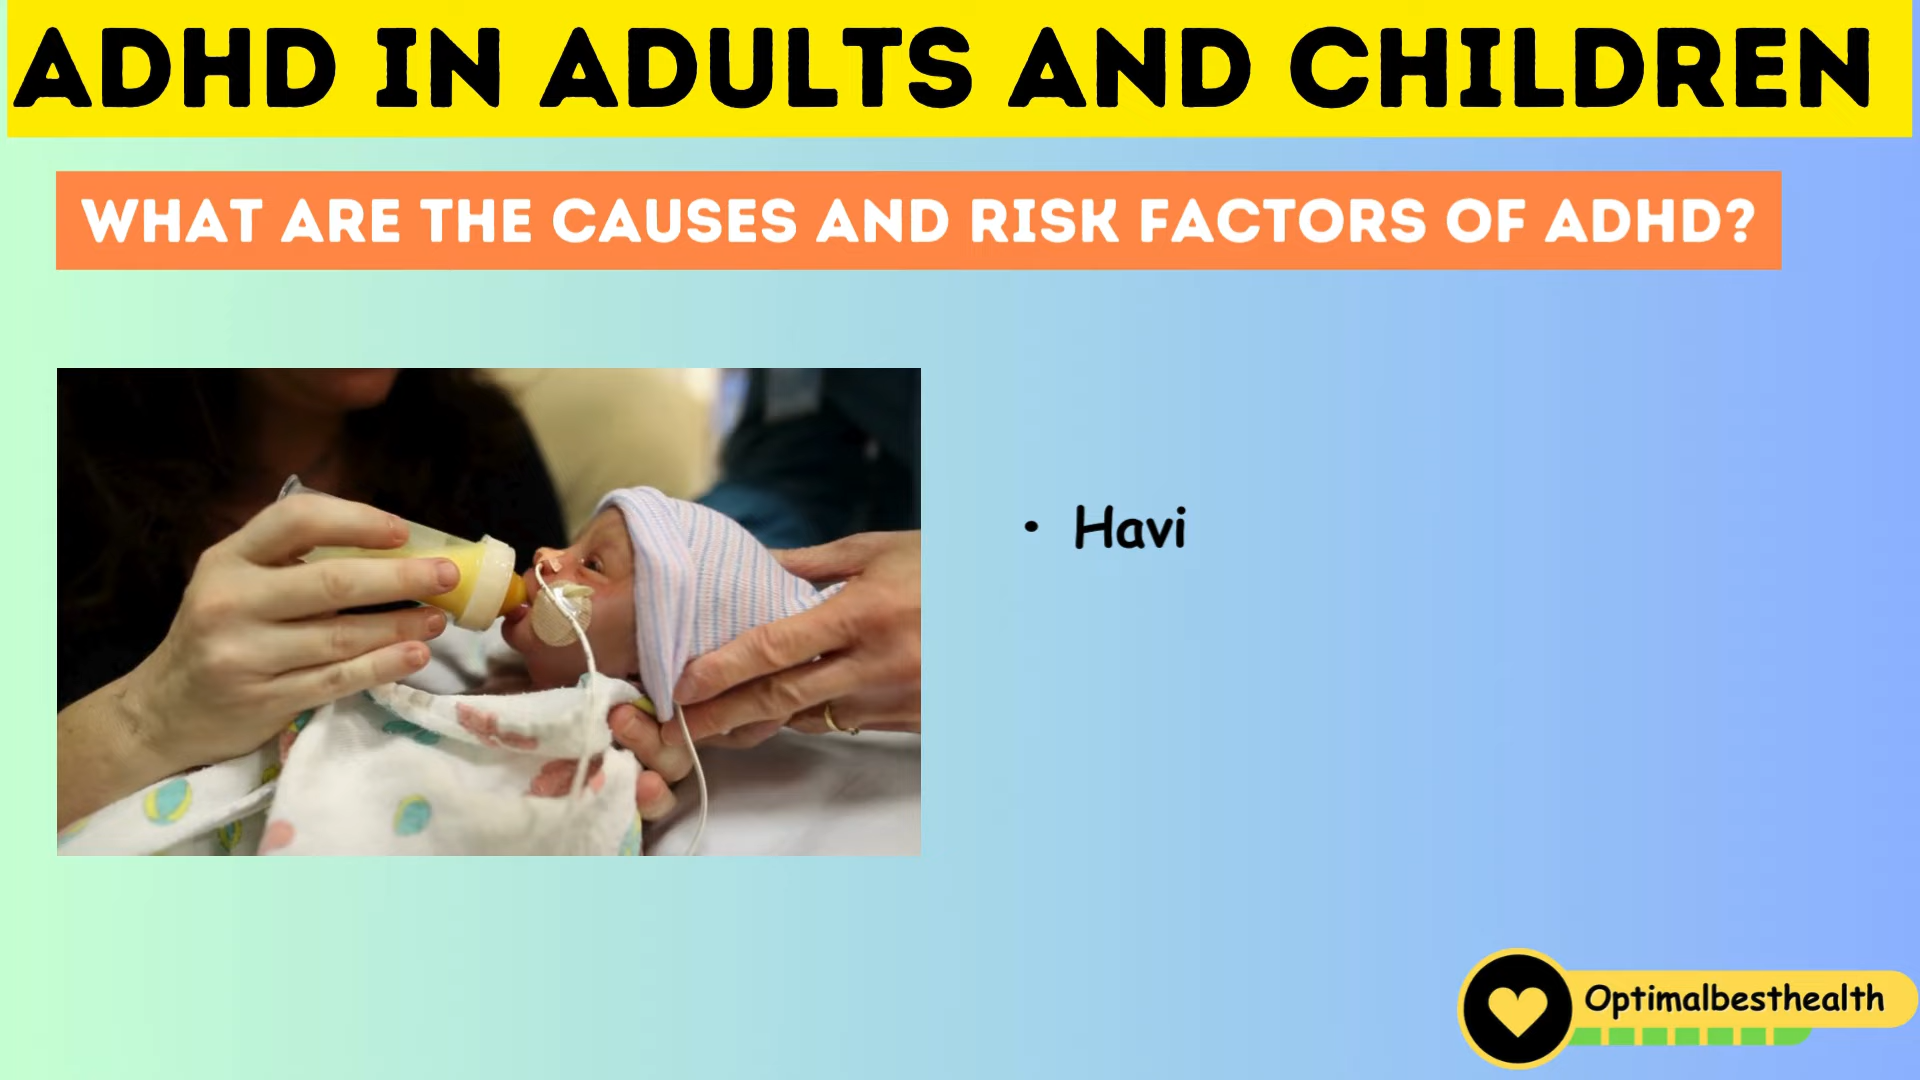 ADHD IN ADULTS AND CHILDREN
WHAT ARE THE CAUSES AND RISK FACTORS OF ADHD?
• Havi
Optimalbesthealth